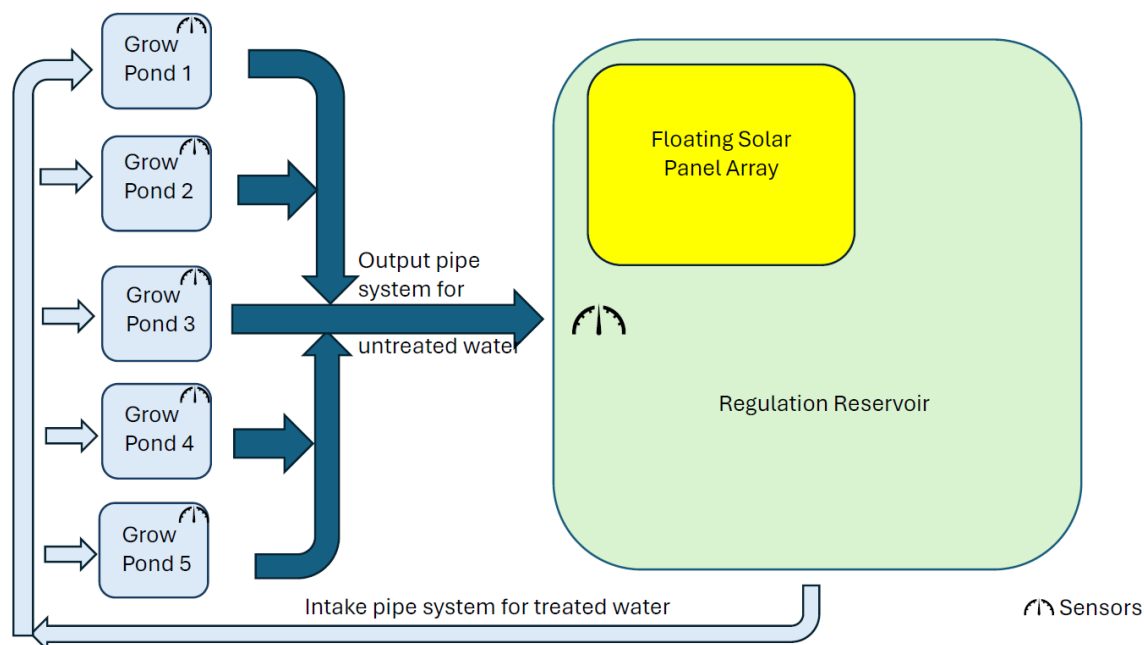 Grow
Pond 1
Grow
Pond 2
Grow
Pond 3
Grow
Pond 4
Grow
Pond 5
Output pipe
system for
untreated water
Floating Solar
Panel Array
Regulation Reservoir
Intake pipe system for treated water
Sensors